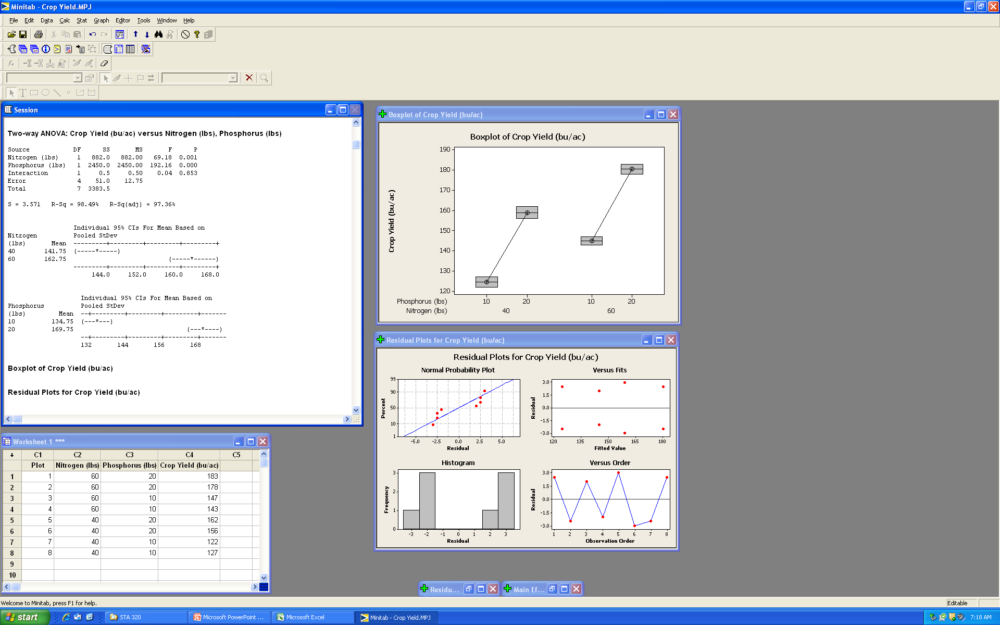 Minitab - Crop Yield.MPJ
File Edit Data Calc Stat Graph Editor Tools Window Help
Session
Two-way ANOVA: Crop Yield (bu/ac) versus Nitrogen (lbs), Phosphorus (lbs)
Source DF SS MS F P
Nitrogen (lbs) 1 882.0 882.00 69.18 0.001
Phosphorus (lbs) 1 2450.0 2450.00 192.16 0.000
Interaction 1 0.5 0.50 0.04 0.853
Error 4 51.0 12.75
Total 7 3383.5
S = 3.571 R-Sq = 98.49% R-Sq(adj) = 97.36%
Individual 95% CIs For Mean Based on
Nitrogen Pooled StDev
(lbs) Mean ---------+---------+---------+---------+
40 141.75 (-----*-----)
60 162.75 (-----*------)
---------+---------+---------+---------+
144.0 152.0 160.0 168.0
Individual 95% CIs For Mean Based on
Phosphorus Pooled StDev
(lbs) Mean --+---------+---------+---------+-------
10 134.75 (---*---)
20 169.75 (---*----)
--+---------+---------+---------+-------
132 144 156 168
Boxplot of Crop Yield (bu/ac)
Residual Plots for Crop Yield (bu/ac)
Boxplot of Crop Yield (bu/ac)
Boxplot of Crop Yield (bu/ac)
Crop Yield (bu/ac)
190
180
170
160
150
140
130
120
Phosphorus (lbs) 10 20 10 20
Nitrogen (lbs) 40 60
Residual Plots for Crop Yield (bu/ac)
Residual Plots for Crop Yield (bu/ac)
Normal Probability Plot
Percent
99
90
50
10
1
-5.0 -2.5 0.0 2.5 5.0
Residual
Versus Fits
Residual
3.0
1.5
0.0
-1.5
-3.0
120 135 150 165 180
Fitted Value
Histogram
Frequency
3
2
1
0
-3 -2 -1 0 1 2 3
Residual
Versus Order
Residual
3.0
1.5
0.0
-1.5
-3.0
1 2 3 4 5 6 7 8
Observation Order
Worksheet 1 ***
C1 C2 C3 C4 C5
Plot Nitrogen (lbs) Phosphorus (lbs) Crop Yield (bu/ac)
1 1 60 20 183
2 2 60 20 178
3 3 60 10 147
4 4 60 10 143
5 5 40 20 162
6 6 40 20 156
7 7 40 10 122
8 8 40 10 127
9
10
Residu... Main Ef...
Welcome to Minitab, press F1 for help. Editable
start STA 320 Microsoft PowerPoint ... Microsoft Excel Minitab - Crop Yield.MPJ 7:18 AM